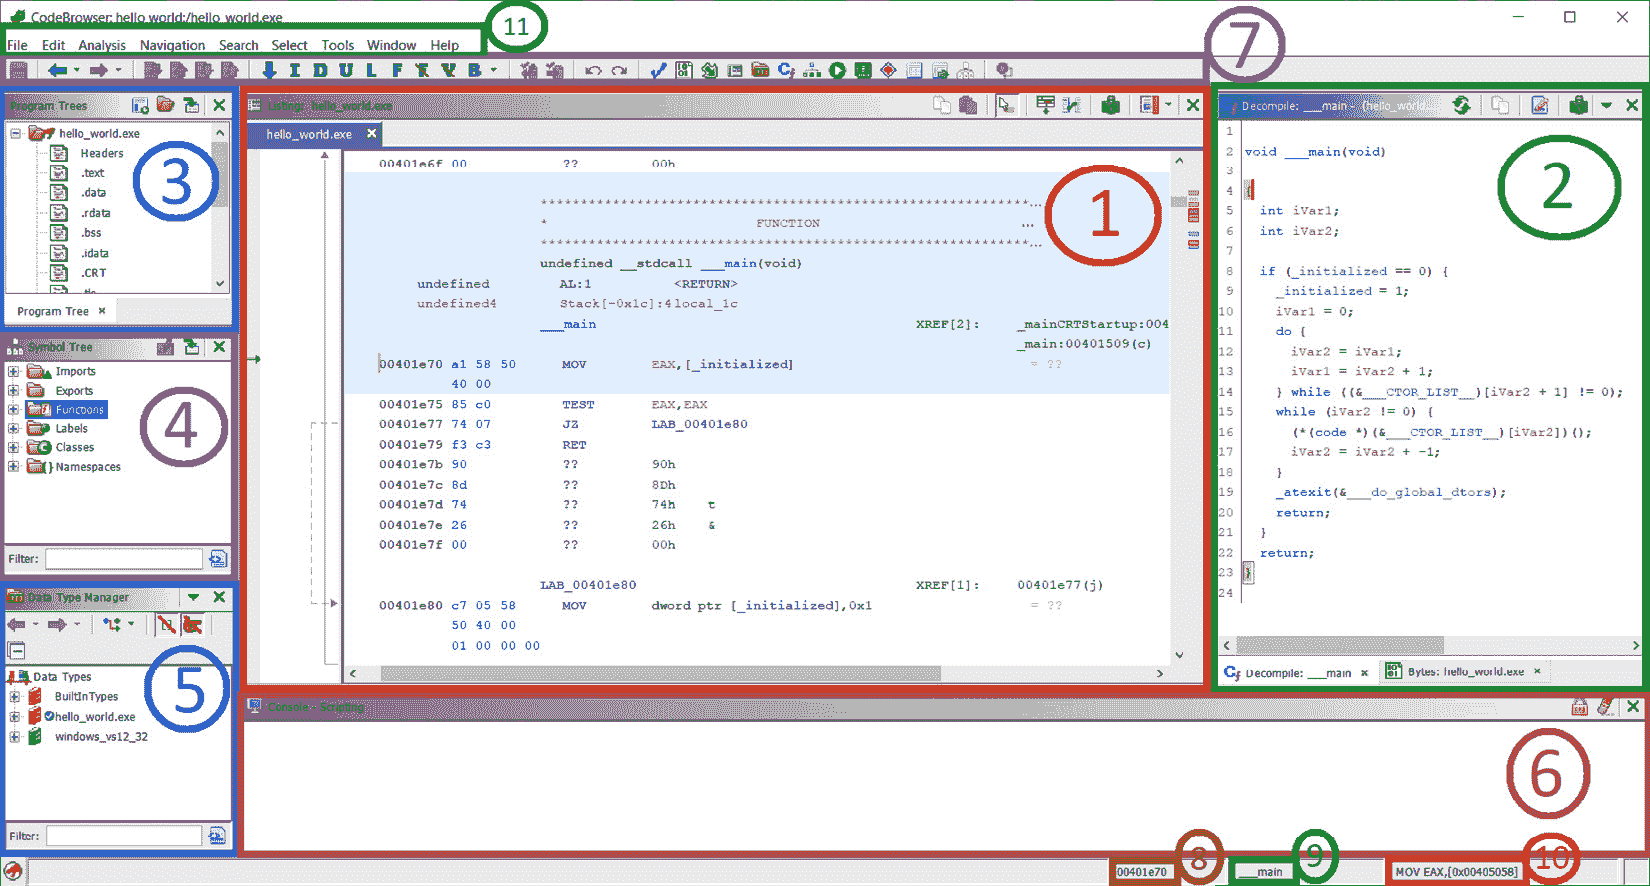 CodeBrowser: hello world:/hello_world.exe
11
File Edit Analysis Navigation Search Select Tools Window Help
7
I D U L F B
Program Trees
hello_world.exe
Headers
.text
.data
.rdata
.bss
.idata
.CRT
3
Program Tree
Symbol Tree
Imports
Exports
Functions
Labels
Classes
Namespaces
4
Filter:
Data Type Manager
Data Types
BuiltInTypes
hello_world.exe
windows_vs12_32
5
Filter:
Listing: hello_world.exe
hello_world.exe
1
00401e6f 00 ?? 00h
*************************************************************...
* FUNCTION ...
*************************************************************...
undefined __stdcall ___main(void)
undefined AL:1 <RETURN>
undefined4 Stack[-0x1c]:4 local_1c
___main XREF[2]: _mainCRTStartup:004
_main:00401509(c)
00401e70 a1 58 50 MOV EAX,[_initialized] = ??
40 00
00401e75 85 c0 TEST EAX,EAX
00401e77 74 07 JZ LAB_00401e80
00401e79 f3 c3 RET
00401e7b 90 ?? 90h
00401e7c 8d ?? 8Dh
00401e7d 74 ?? 74h t
00401e7e 26 ?? 26h &
00401e7f 00 ?? 00h
LAB_00401e80 XREF[1]: 00401e77(j)
00401e80 c7 05 58 MOV dword ptr [_initialized],0x1 = ??
50 40 00
01 00 00 00
Decompile: ___main - (hello_world...
2
1
2 void ___main(void)
3
4 {
5 int iVar1;
6 int iVar2;
7
8 if (_initialized == 0) {
9 _initialized = 1;
10 iVar1 = 0;
11 do {
12 iVar2 = iVar1;
13 iVar1 = iVar2 + 1;
14 } while ((&___CTOR_LIST__)[iVar2 + 1] != 0);
15 while (iVar2 != 0) {
16 (*(code *)(&___CTOR_LIST__)[iVar2])();
17 iVar2 = iVar2 + -1;
18 }
19 _atexit(&___do_global_dtors);
20 return;
21 }
22 return;
23 }
24
Decompile: ___main
Bytes: hello_world.exe
Console - Scripting
6
00401e70
8
___main
9
MOV EAX,[0x00405058]
10